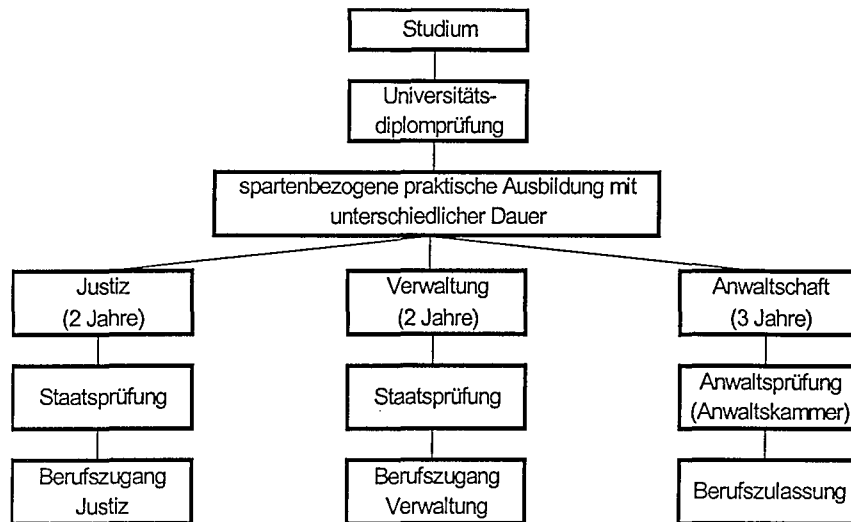 Studium
Universitäts-
diplomprüfung
spartenbezogene praktische Ausbildung mit
unterschiedlicher Dauer
Justiz
(2 Jahre)
Verwaltung
(2 Jahre)
Anwaltschaft
(3 Jahre)
Staatsprüfung
Staatsprüfung
Anwaltsprüfung
(Anwaltskammer)
Berufszugang
Justiz
Berufszugang
Verwaltung
Berufszulassung